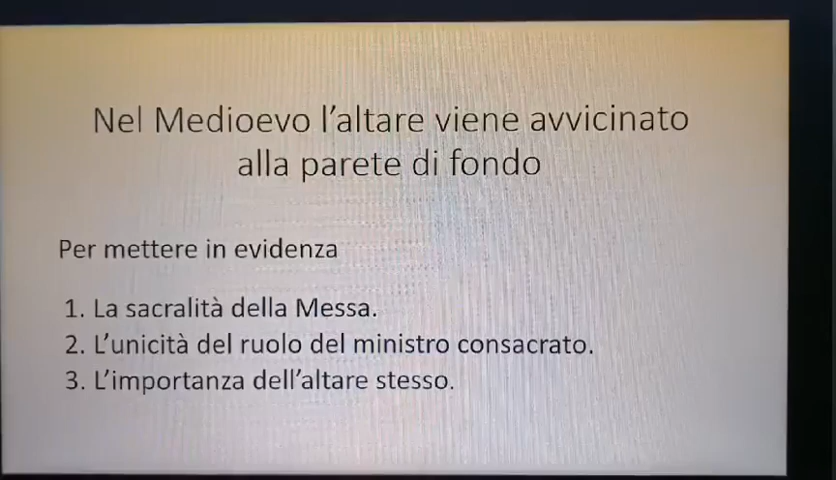 Nel Medioevo l'altare viene avvicinato
alla parete di fondo
Per mettere in evidenza
1. La sacralità della Messa.
2. L'unicità del ruolo del ministro consacrato.
3. L'importanza dell'altare stesso.